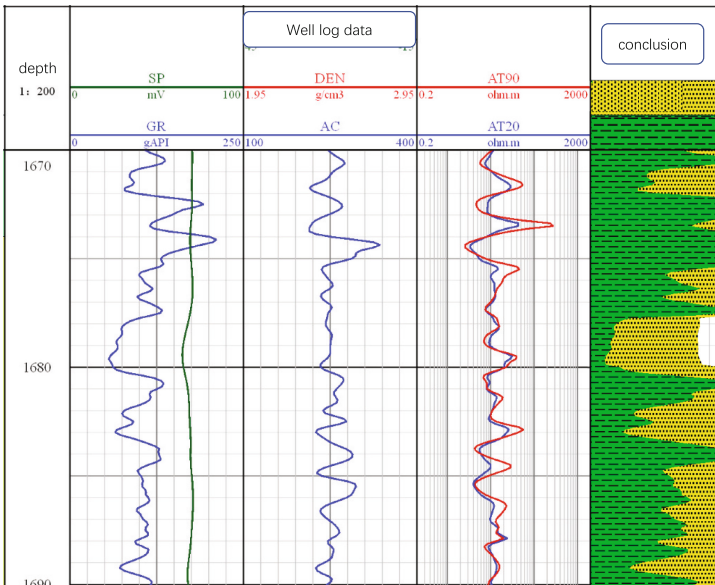 Well log data
conclusion
depth
1: 200
SP
DEN
AT90
0 mV 100
1.95 g/cm3 2.95
0.2 ohm.m 2000
GR
AC
AT20
0 gAPI 250
100 400
0.2 ohm.m 2000
1670
1680